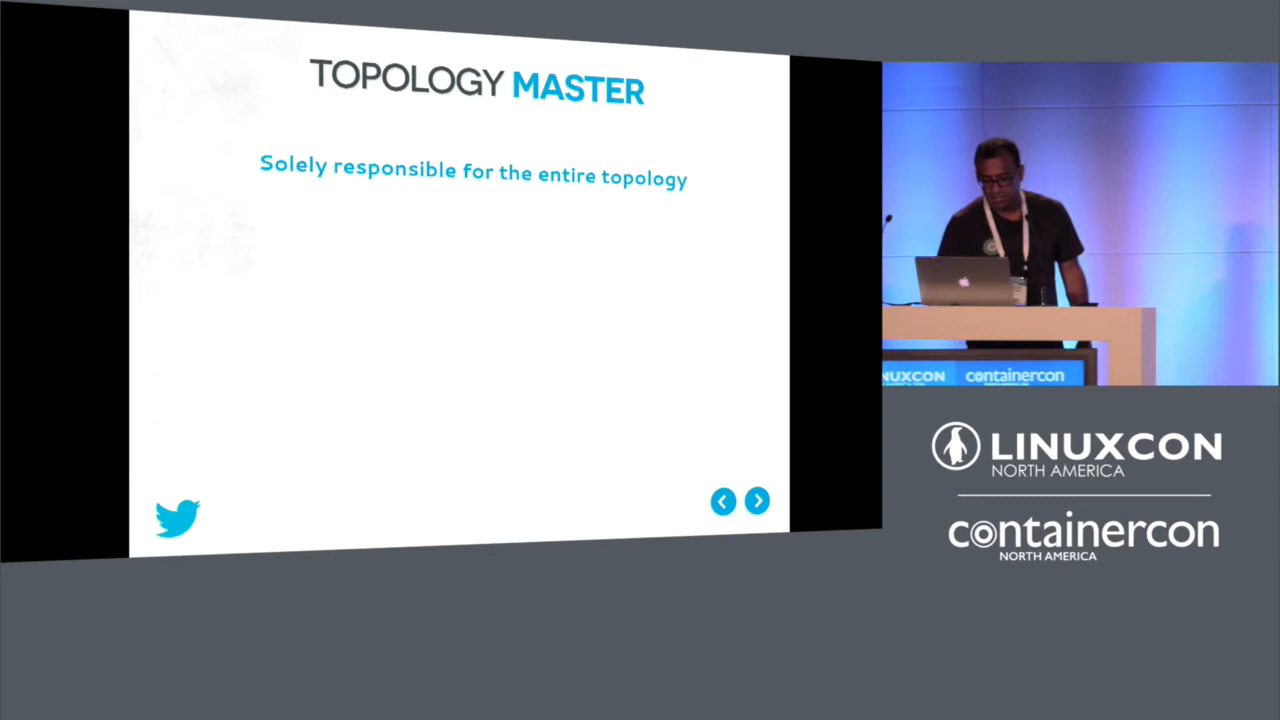 TOPOLOGY MASTER
Solely responsible for the entire topology
NUXCON
containercon
LINUXCON
NORTH AMERICA
containercon
NORTH AMERICA